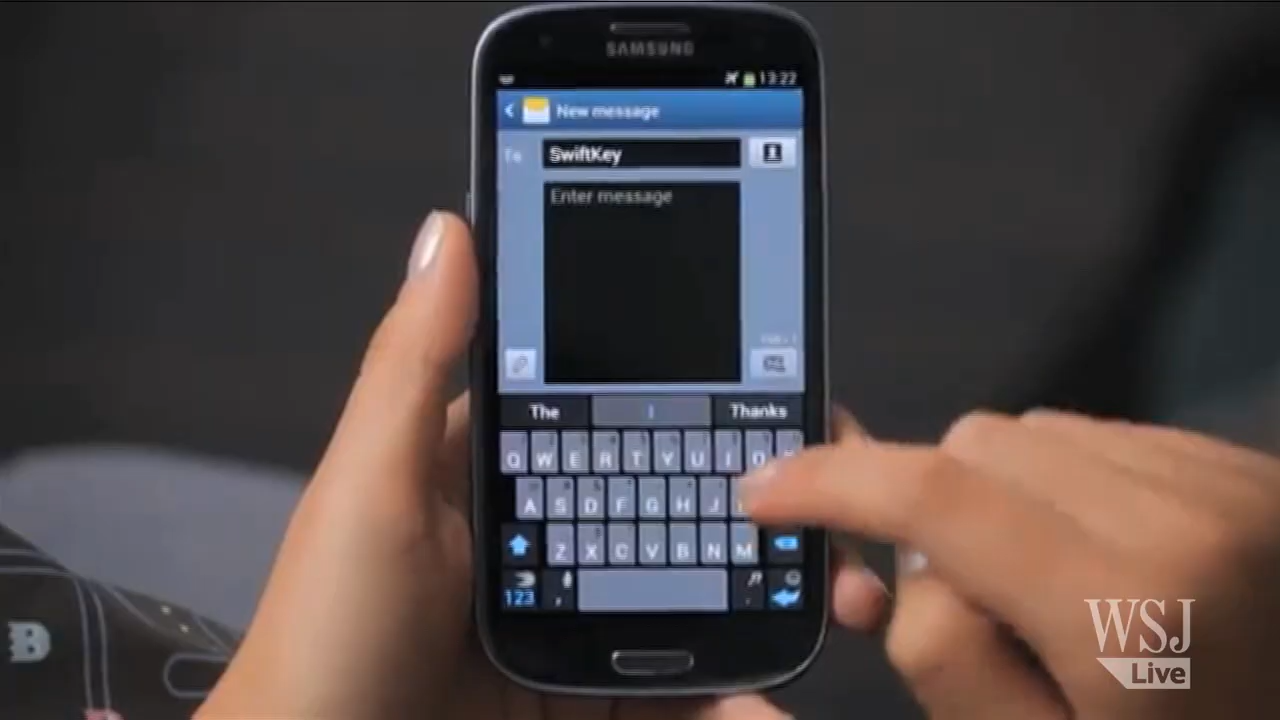 SAMSUNG
13:22
New message
To
SwiftKey
Enter message
The I Thanks
Q W E R T Y U I O
A S D F G H J
Z X C V B N M
123 , .
WSJ
Live